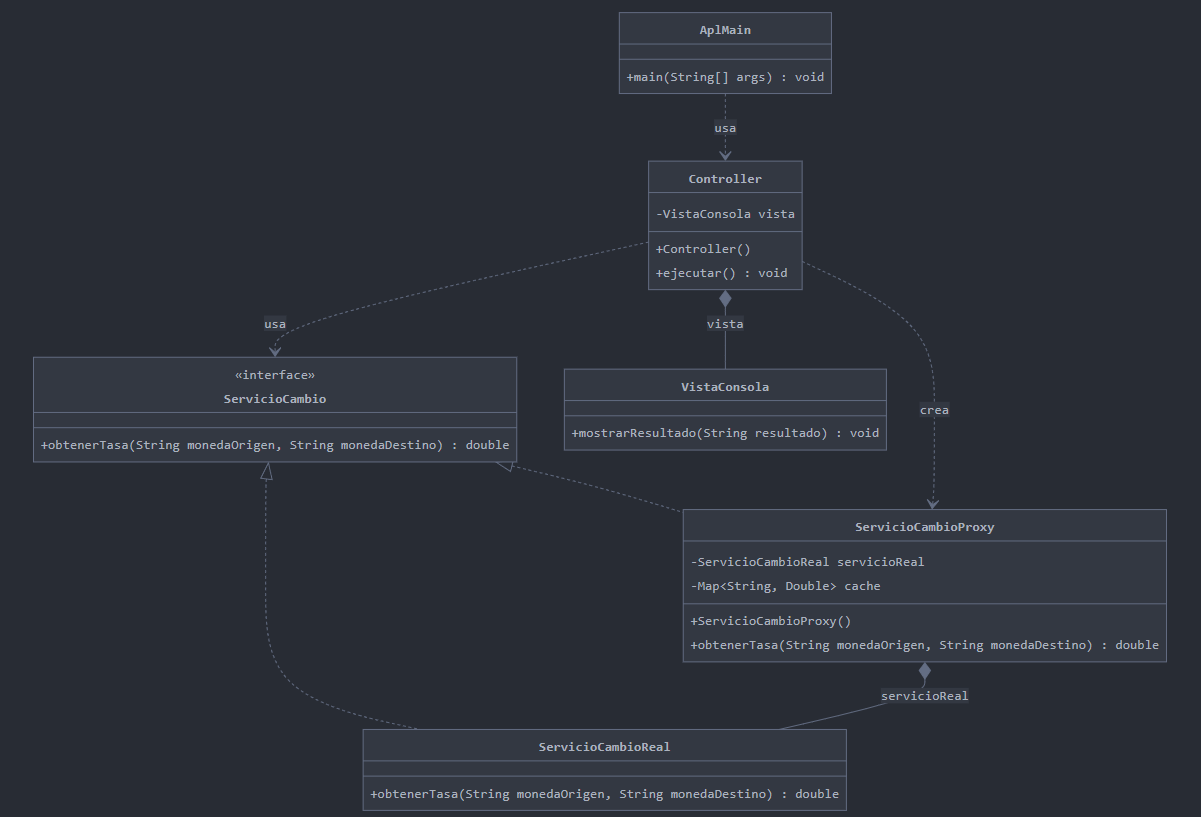 AplMain
+main(String[] args) : void
usa
Controller
-VistaConsola vista
+Controller()
+ejecutar() : void
usa
vista
«interface»
ServicioCambio
+obtenerTasa(String monedaOrigen, String monedaDestino) : double
VistaConsola
+mostrarResultado(String resultado) : void
crea
ServicioCambioProxy
-ServicioCambioReal servicioReal
-Map<String, Double> cache
+ServicioCambioProxy()
+obtenerTasa(String monedaOrigen, String monedaDestino) : double
servicioReal
ServicioCambioReal
+obtenerTasa(String monedaOrigen, String monedaDestino) : double